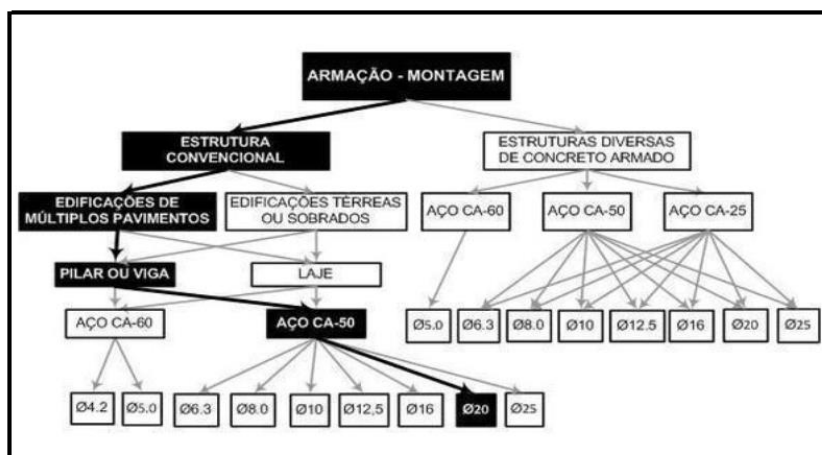 ARMAÇÃO - MONTAGEM
ESTRUTURA
CONVENCIONAL
ESTRUTURAS DIVERSAS
DE CONCRETO ARMADO
EDIFICAÇÕES DE
MÚLTIPLOS PAVIMENTOS
EDIFICAÇÕES TÉRREAS
OU SOBRADOS
AÇO CA-60
AÇO CA-50
AÇO CA-25
PILAR OU VIGA
LAJE
AÇO CA-60
AÇO CA-50
Ø5.0
Ø6.3
Ø8.0
Ø10
Ø12.5
Ø16
Ø20
Ø25
Ø4.2
Ø5.0
Ø6.3
Ø8.0
Ø10
Ø12,5
Ø16
Ø20
Ø25